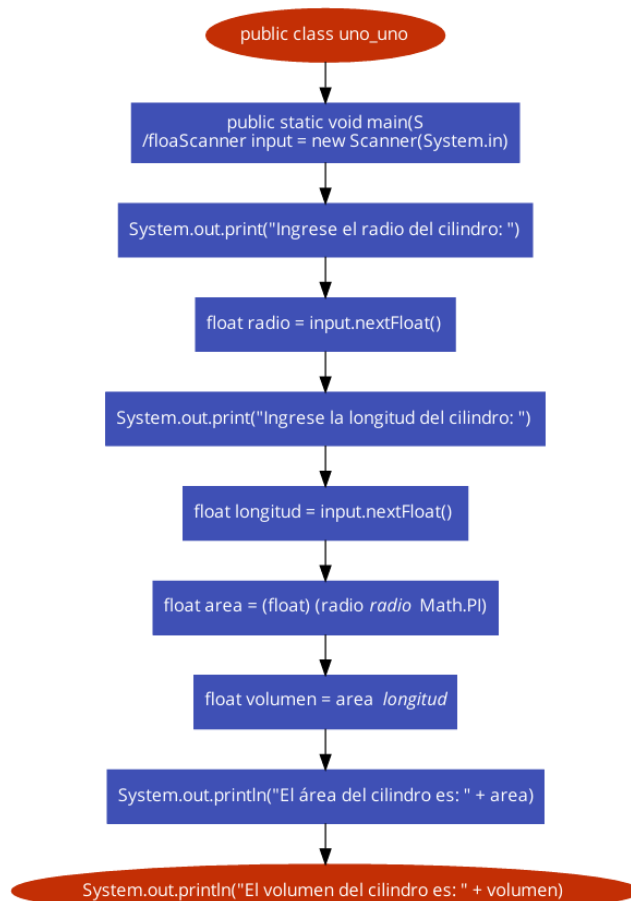 public class uno_uno
public static void main(S
/floaScanner input = new Scanner(System.in)
System.out.print("Ingrese el radio del cilindro: ")
float radio = input.nextFloat()
System.out.print("Ingrese la longitud del cilindro: ")
float longitud = input.nextFloat()
float area = (float) (radio radio Math.PI)
float volumen = area longitud
System.out.println("El área del cilindro es: " + area)
System.out.println("El volumen del cilindro es: " + volumen)